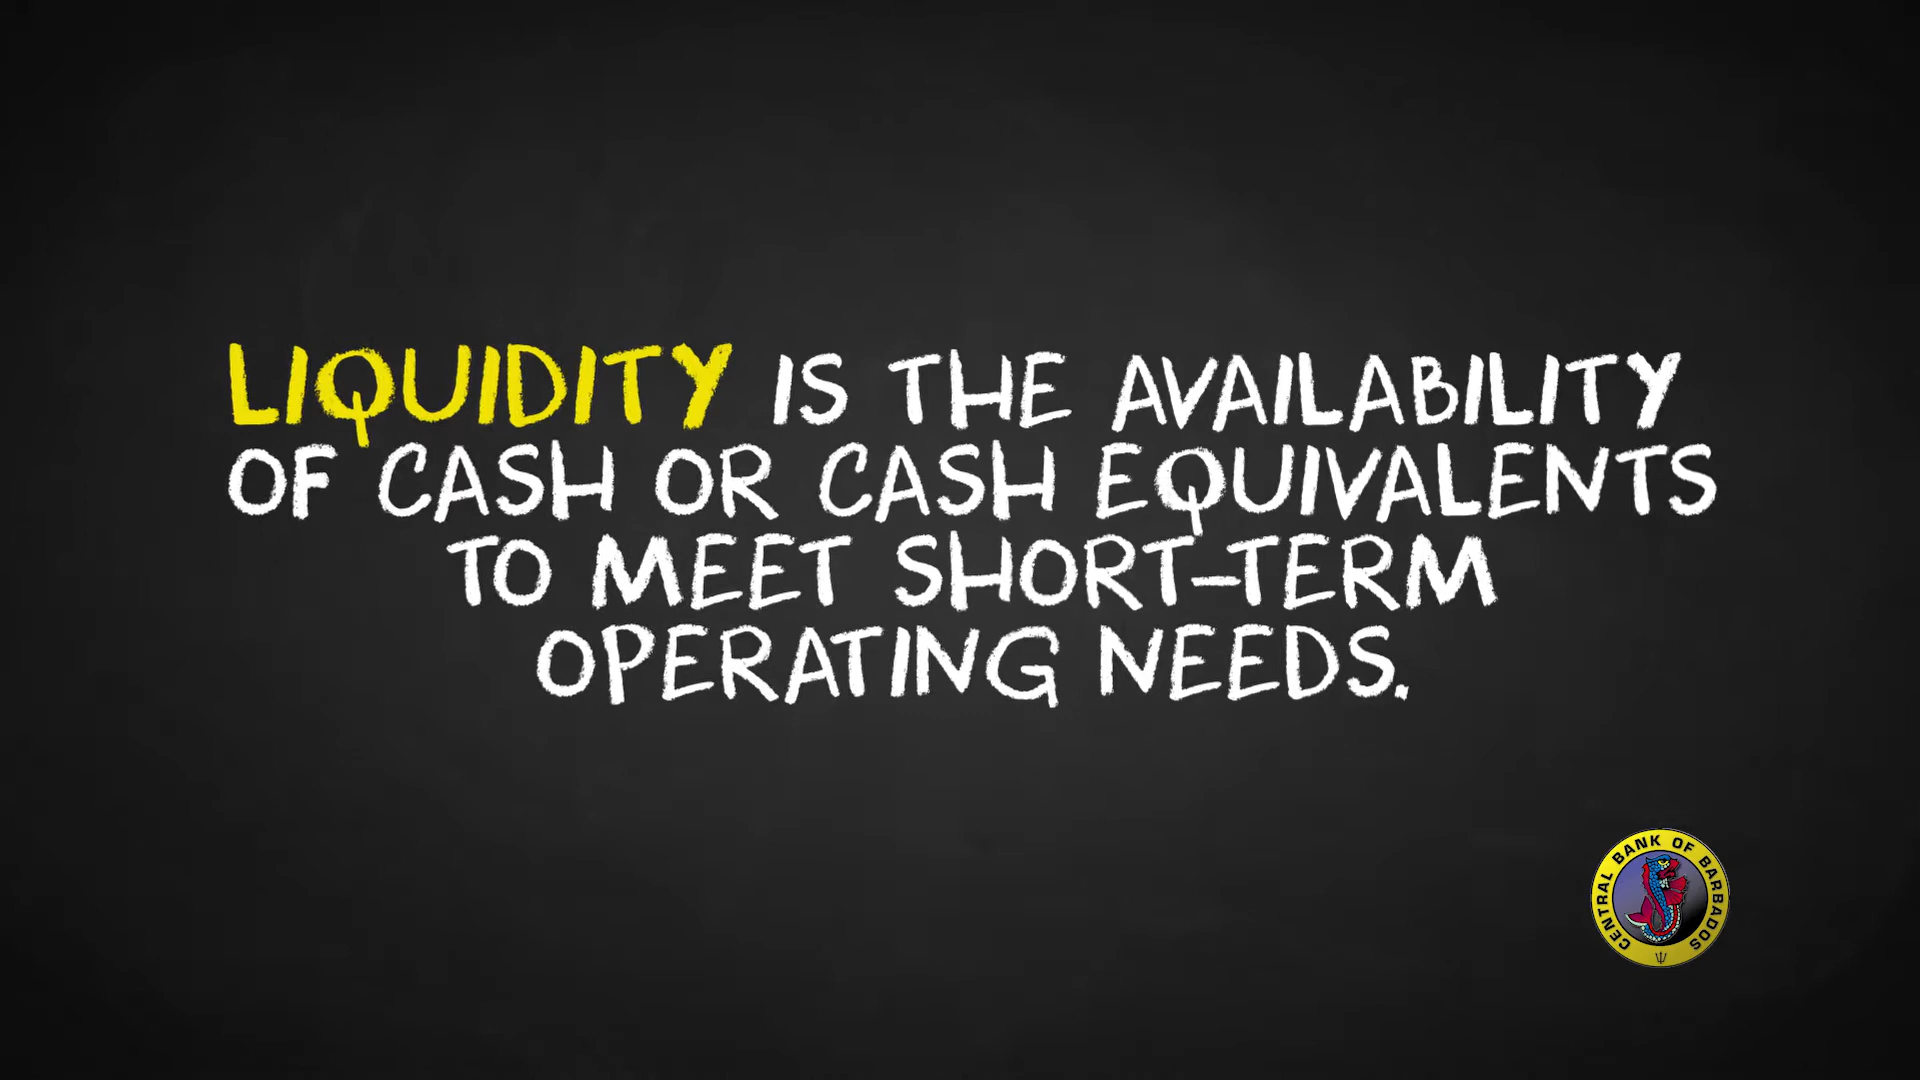 LIQUIDITY IS THE AVAILABILITY
OF CASH OR CASH EQUIVALENTS
TO MEET SHORT-TERM
OPERATING NEEDS.
CENTRAL BANK OF BARBADOS